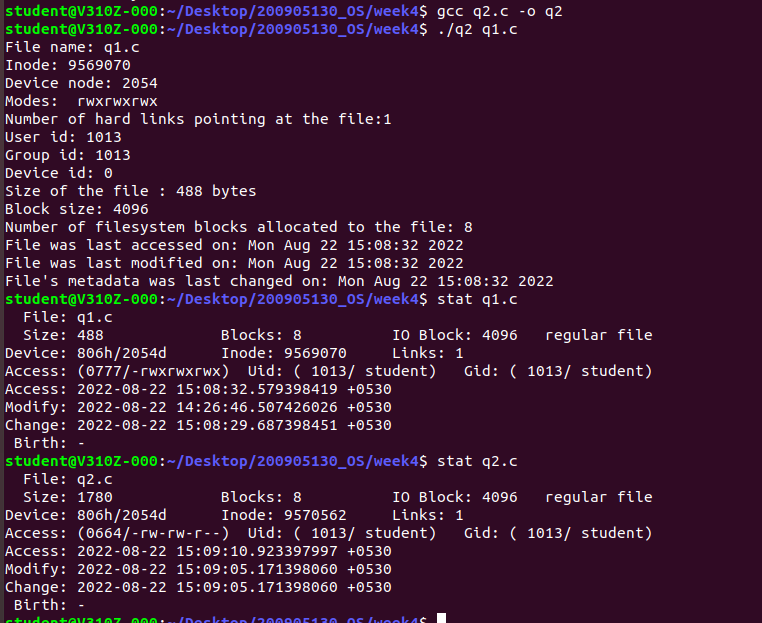 student@V310Z-000:~/Desktop/200905130_OS/week4$ gcc q2.c -o q2
student@V310Z-000:~/Desktop/200905130_OS/week4$ ./q2 q1.c
File name: q1.c
Inode: 9569070
Device node: 2054
Modes:  rwxrwxrwx
Number of hard links pointing at the file:1
User id: 1013
Group id: 1013
Device id: 0
Size of the file : 488 bytes
Block size: 4096
Number of filesystem blocks allocated to the file: 8
File was last accessed on: Mon Aug 22 15:08:32 2022
File was last modified on: Mon Aug 22 15:08:32 2022
File's metadata was last changed on: Mon Aug 22 15:08:32 2022
student@V310Z-000:~/Desktop/200905130_OS/week4$ stat q1.c
  File: q1.c
  Size: 488             Blocks: 8          IO Block: 4096   regular file
Device: 806h/2054d      Inode: 9569070     Links: 1
Access: (0777/-rwxrwxrwx)  Uid: ( 1013/ student)   Gid: ( 1013/ student)
Access: 2022-08-22 15:08:32.579398419 +0530
Modify: 2022-08-22 14:26:46.507426026 +0530
Change: 2022-08-22 15:08:29.687398451 +0530
 Birth: -
student@V310Z-000:~/Desktop/200905130_OS/week4$ stat q2.c
  File: q2.c
  Size: 1780            Blocks: 8          IO Block: 4096   regular file
Device: 806h/2054d      Inode: 9570562     Links: 1
Access: (0664/-rw-rw-r--)  Uid: ( 1013/ student)   Gid: ( 1013/ student)
Access: 2022-08-22 15:09:10.923397997 +0530
Modify: 2022-08-22 15:09:05.171398060 +0530
Change: 2022-08-22 15:09:05.171398060 +0530
 Birth: -
student@V310Z-000:~/Desktop/200905130_OS/week4$